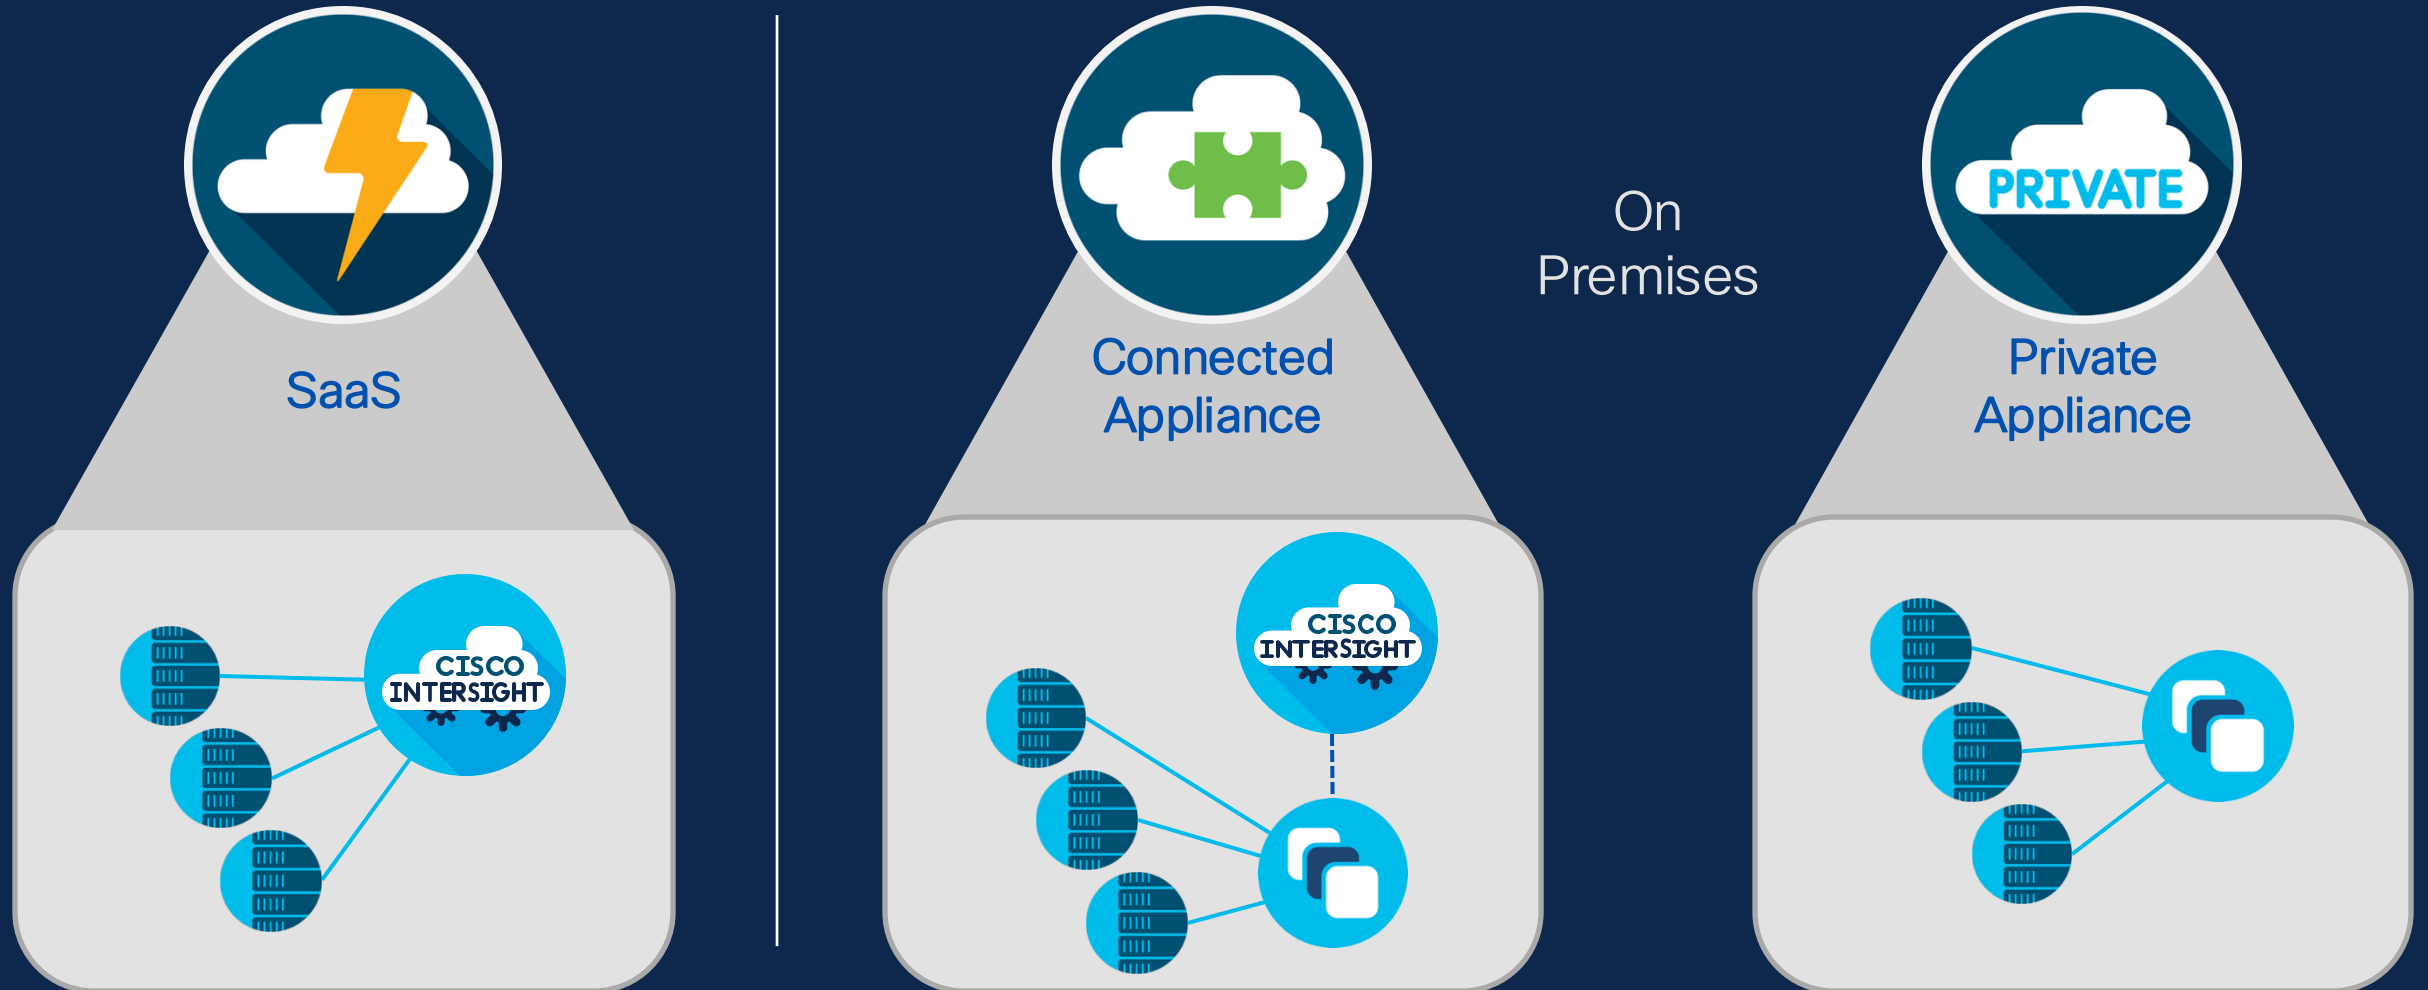 SaaS
CISCO
INTERSIGHT
Connected
Appliance
CISCO
INTERSIGHT
On
Premises
PRIVATE
Private
Appliance